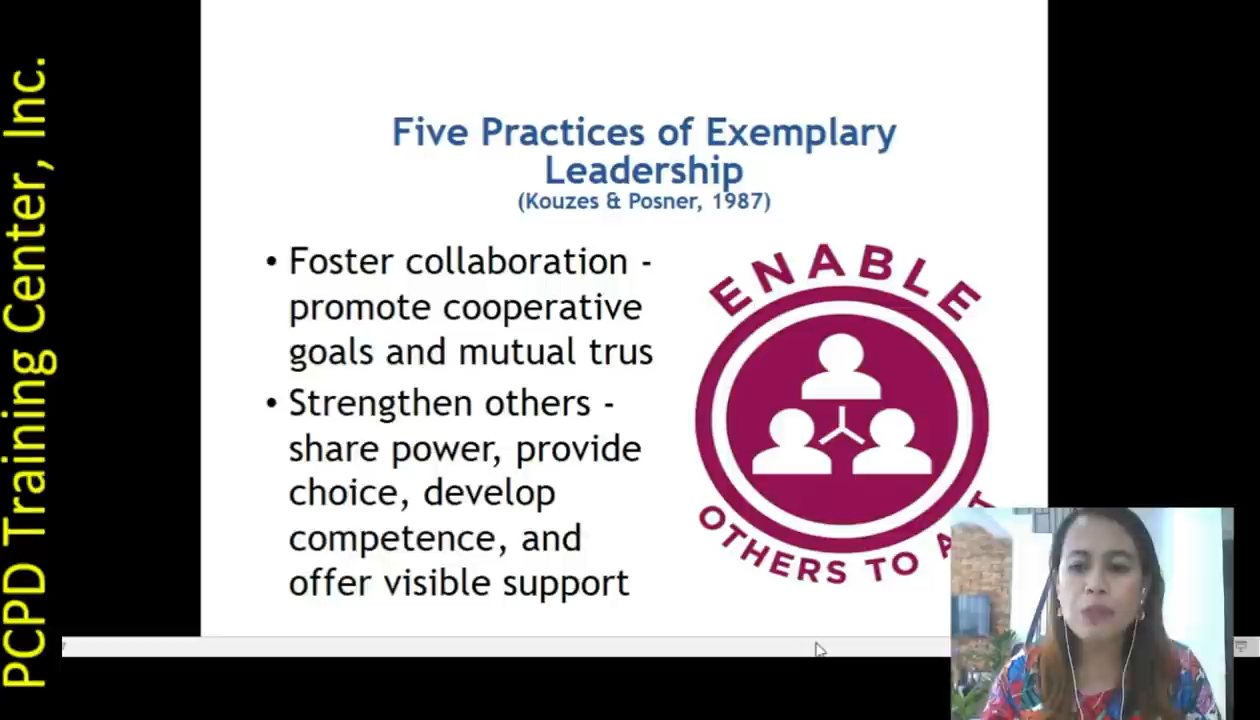 PCPD Training Center, Inc.
Five Practices of Exemplary
Leadership
(Kouzes & Posner, 1987)
• Foster collaboration -
promote cooperative
goals and mutual trus
• Strengthen others -
share power, provide
choice, develop
competence, and
offer visible support
ENABLE
OTHERS TO